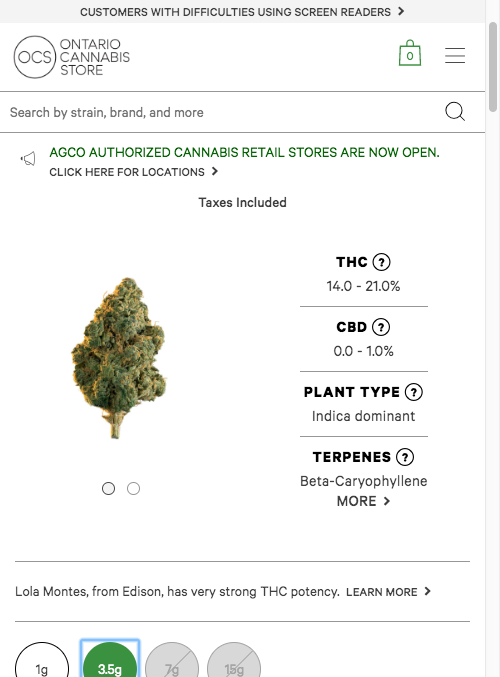 CUSTOMERS WITH DIFFICULTIES USING SCREEN READERS
OCS
ONTARIO
CANNABIS
STORE
0
Search by strain, brand, and more
AGCO AUTHORIZED CANNABIS RETAIL STORES ARE NOW OPEN.
CLICK HERE FOR LOCATIONS
Taxes Included
THC ?
14.0 - 21.0%
CBD ?
0.0 - 1.0%
PLANT TYPE ?
Indica dominant
TERPENES ?
Beta-Caryophyllene
MORE
Lola Montes, from Edison, has very strong THC potency. LEARN MORE
1g 3.5g 7g 15g